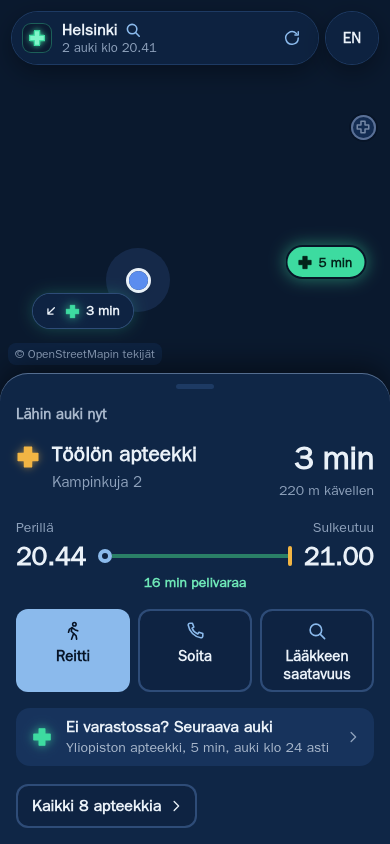 Helsinki
2 auki klo 20.41
EN
5 min
3 min
© OpenStreetMapin tekijät
Lähin auki nyt
Töölön apteekki
3 min
Kampinkuja 2
220 m kävellen
Perillä
Sulkeutuu
20.44
21.00
16 min pelivaraa
Reitti
Soita
Lääkkeen
saatavuus
Ei varastossa? Seuraava auki
Yliopiston apteekki, 5 min, auki klo 24 asti
Kaikki 8 apteekkia